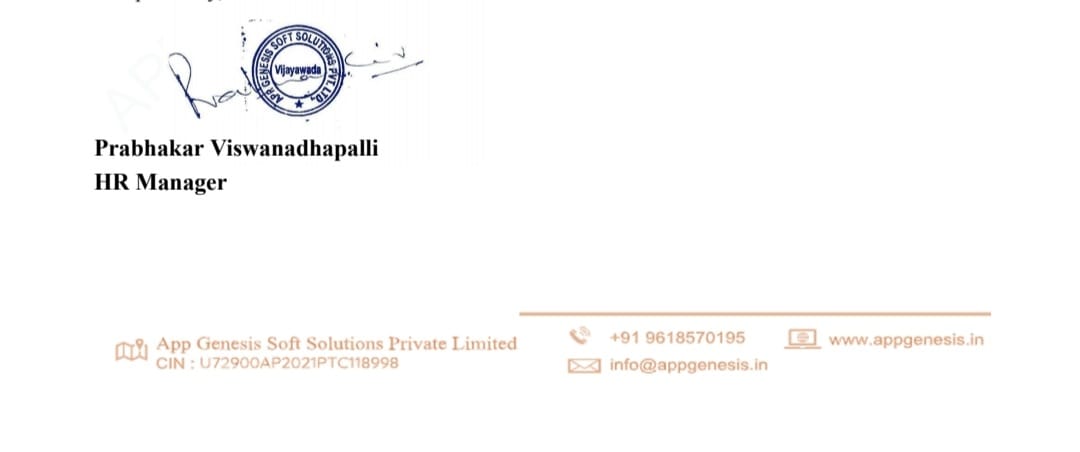 APP GENESIS SOFT SOLUTIONS PVT. LTD.
Vijayawada
Prabhakar Viswanadhapalli
HR Manager
App Genesis Soft Solutions Private Limited
CIN : U72900AP2021PTC118998
+91 9618570195
info@appgenesis.in
www.appgenesis.in